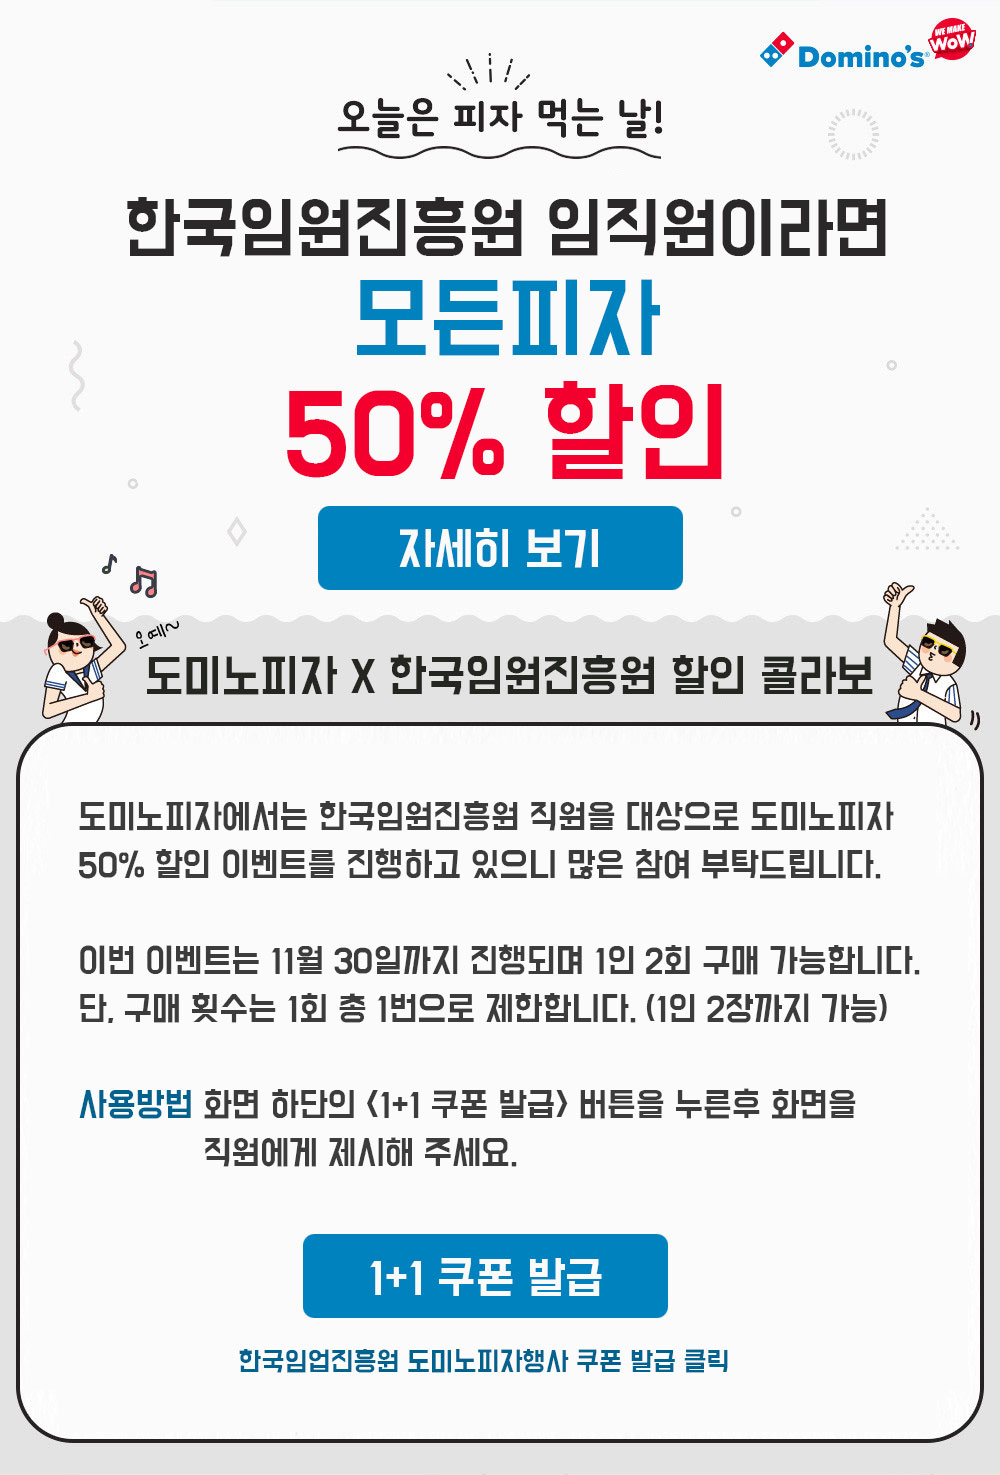 WE MAKE
WOW!
Domino's®
오늘은 피자 먹는 날!
한국임원진흥원 임직원이라면
모든피자
50% 할인
자세히 보기
오예~
도미노피자 X 한국임원진흥원 할인 콜라보
도미노피자에서는 한국임원진흥원 직원을 대상으로 도미노피자
50% 할인 이벤트를 진행하고 있으니 많은 참여 부탁드립니다.
이번 이벤트는 11월 30일까지 진행되며 1인 2회 구매 가능합니다.
단, 구매 횟수는 1회 총 1번으로 제한합니다. (1인 2장까지 가능)
사용방법 화면 하단의 <1+1 쿠폰 발급> 버튼을 누른후 화면을
직원에게 제시해 주세요.
1+1 쿠폰 발급
한국임업진흥원 도미노피자행사 쿠폰 발급 클릭